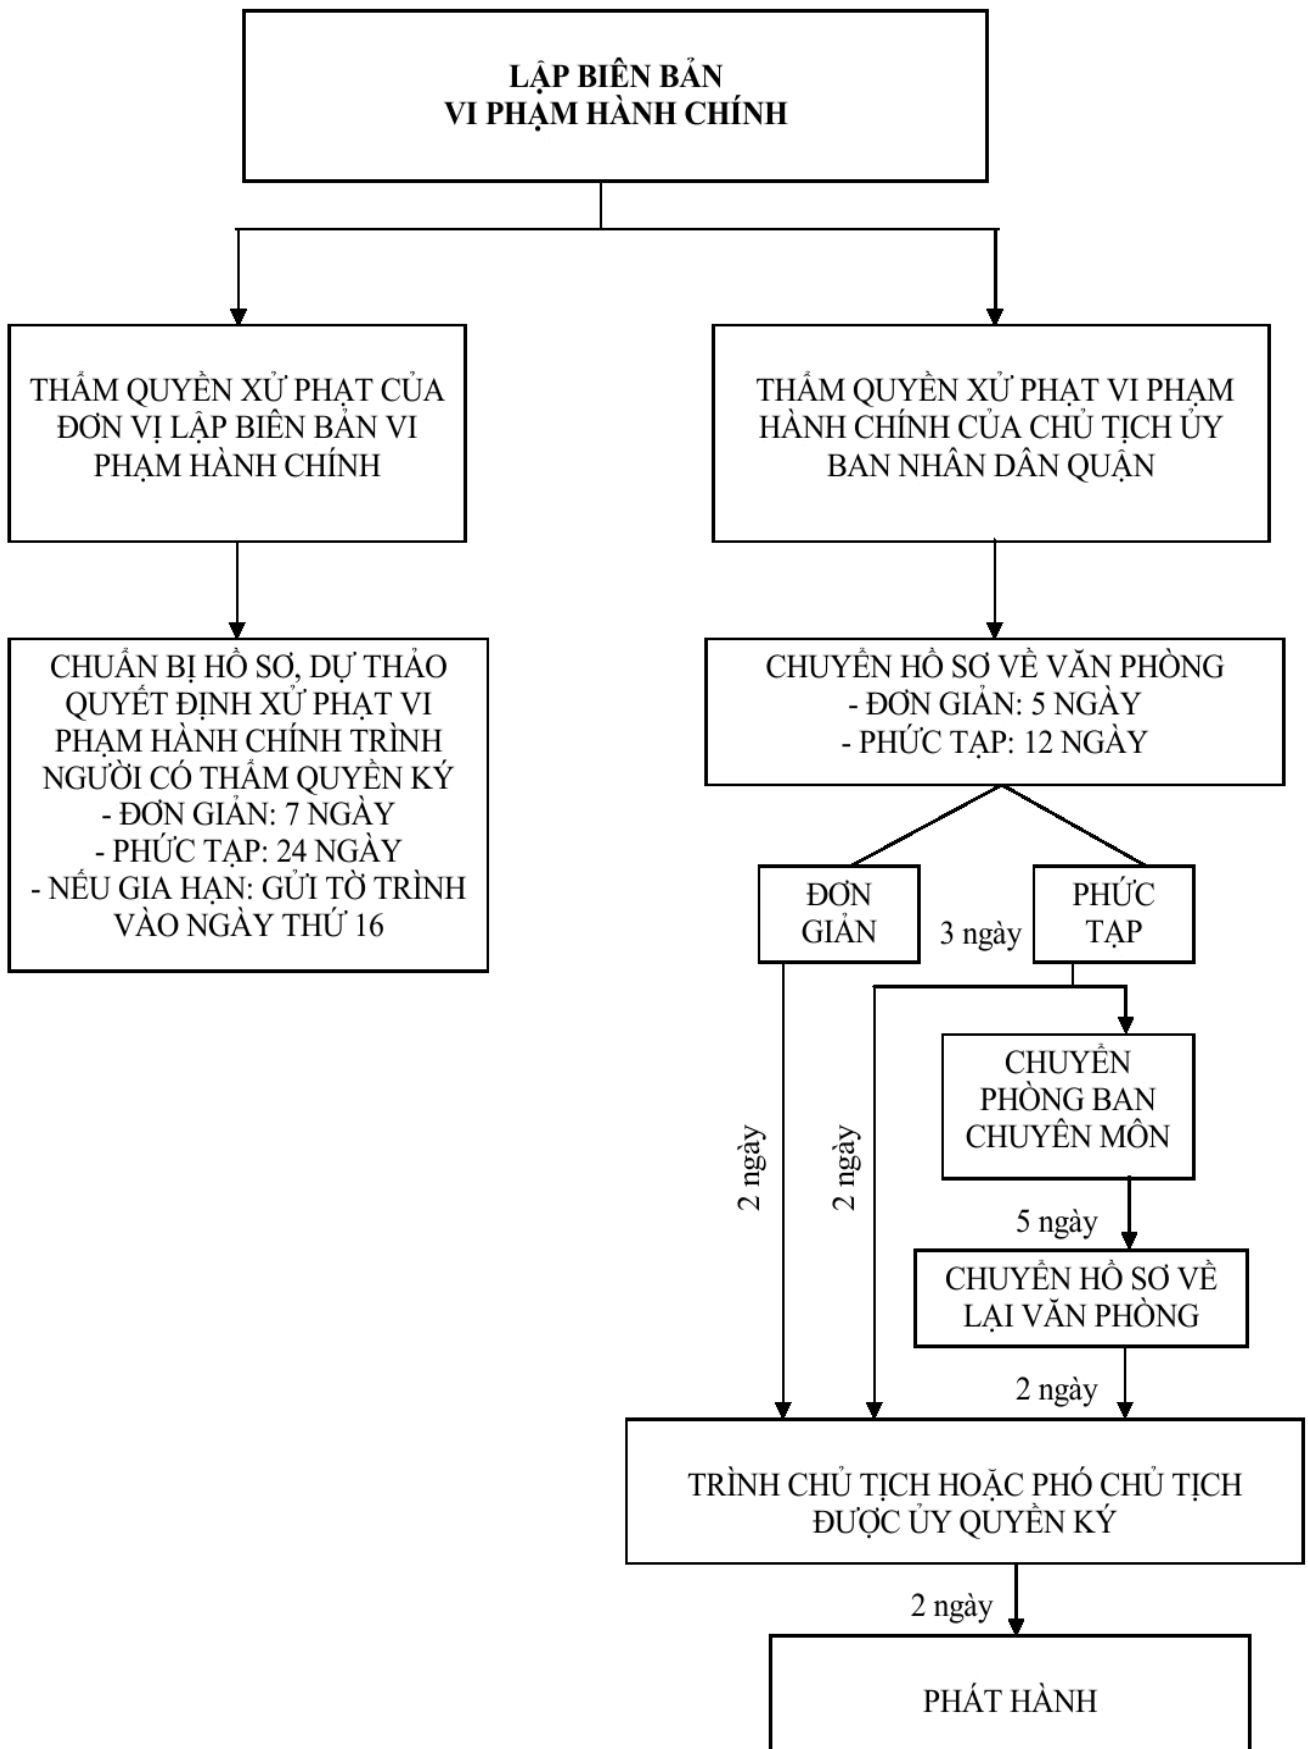 LẬP BIÊN BẢN
VI PHẠM HÀNH CHÍNH
THẨM QUYỀN XỬ PHẠT CỦA
ĐƠN VỊ LẬP BIÊN BẢN VI
PHẠM HÀNH CHÍNH
THẨM QUYỀN XỬ PHẠT VI PHẠM
HÀNH CHÍNH CỦA CHỦ TỊCH ỦY
BAN NHÂN DÂN QUẬN
CHUẨN BỊ HỒ SƠ, DỰ THẢO
QUYẾT ĐỊNH XỬ PHẠT VI
PHẠM HÀNH CHÍNH TRÌNH
NGƯỜI CÓ THẨM QUYỀN KÝ
- ĐƠN GIẢN: 7 NGÀY
- PHỨC TẠP: 24 NGÀY
- NẾU GIA HẠN: GỬI TỜ TRÌNH
VÀO NGÀY THỨ 16
CHUYỂN HỒ SƠ VỀ VĂN PHÒNG
- ĐƠN GIẢN: 5 NGÀY
- PHỨC TẠP: 12 NGÀY
ĐƠN
GIẢN
3 ngày
PHỨC
TẠP
CHUYỂN
PHÒNG BAN
CHUYÊN MÔN
2 ngày
2 ngày
5 ngày
CHUYỂN HỒ SƠ VỀ
LẠI VĂN PHÒNG
2 ngày
TRÌNH CHỦ TỊCH HOẶC PHÓ CHỦ TỊCH
ĐƯỢC ỦY QUYỀN KÝ
2 ngày
PHÁT HÀNH